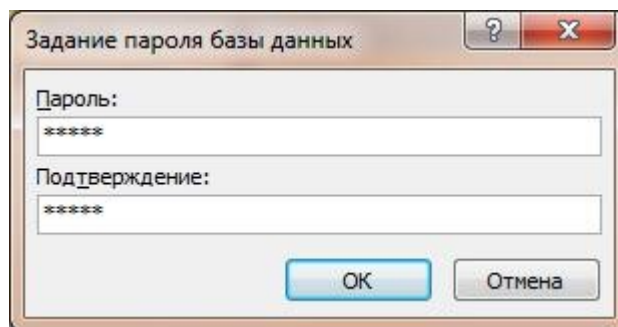 Задание пароля базы данных
Пароль:
*****
Подтверждение:
*****
ОК
Отмена